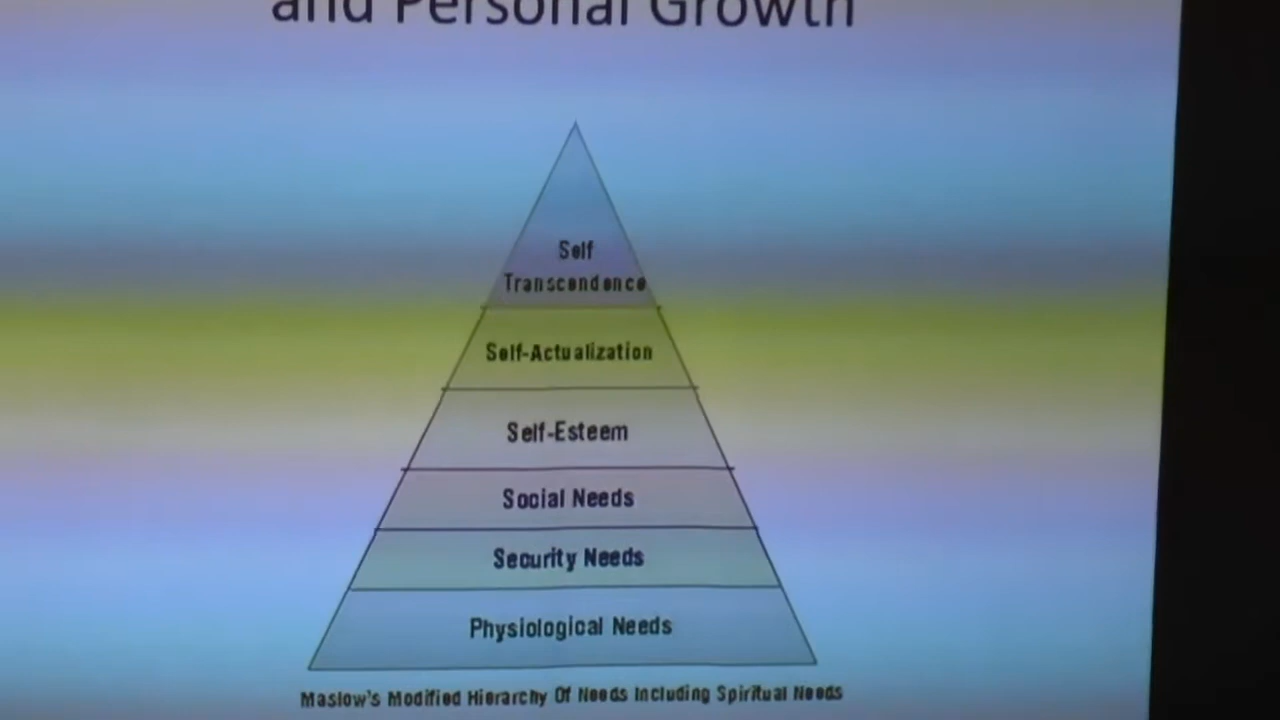 and Personal Growth
Self
Transcendence
Self-Actualization
Self-Esteem
Social Needs
Security Needs
Physiological Needs
Maslow's Modified Hierarchy Of Needs Including Spiritual Needs